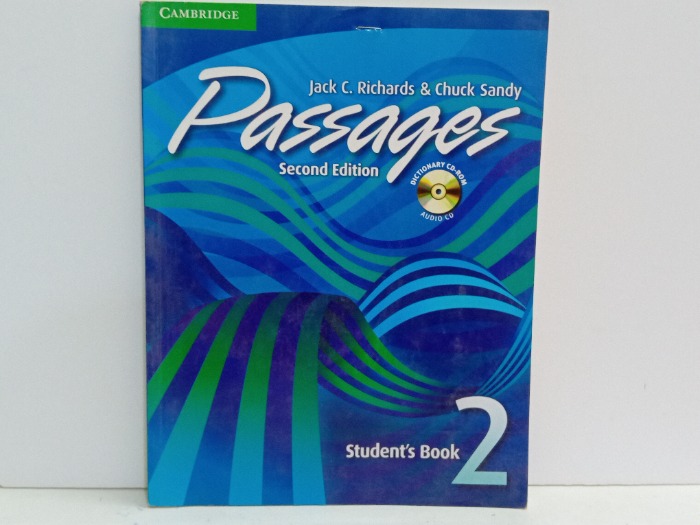 CAMBRIDGE
Jack C. Richards & Chuck Sandy
Passages
Second Edition
DICTIONARY CD-ROM
AUDIO CD
Student's Book 2